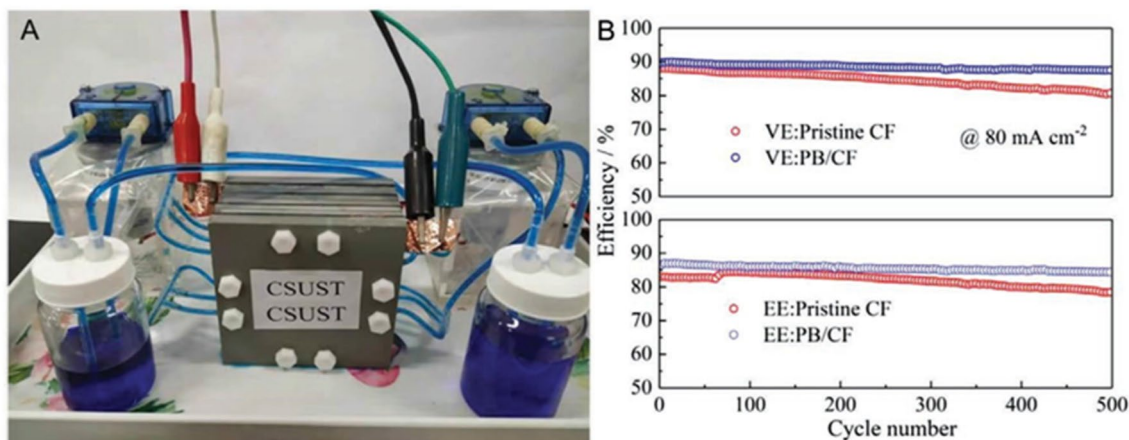 A
CSUST
CSUST
B
Efficiency / %
100
90
80
70
60
50
VE:Pristine CF
VE:PB/CF
@ 80 mA cm⁻²
100
90
80
70
60
50
EE:Pristine CF
EE:PB/CF
0 100 200 300 400 500
Cycle number